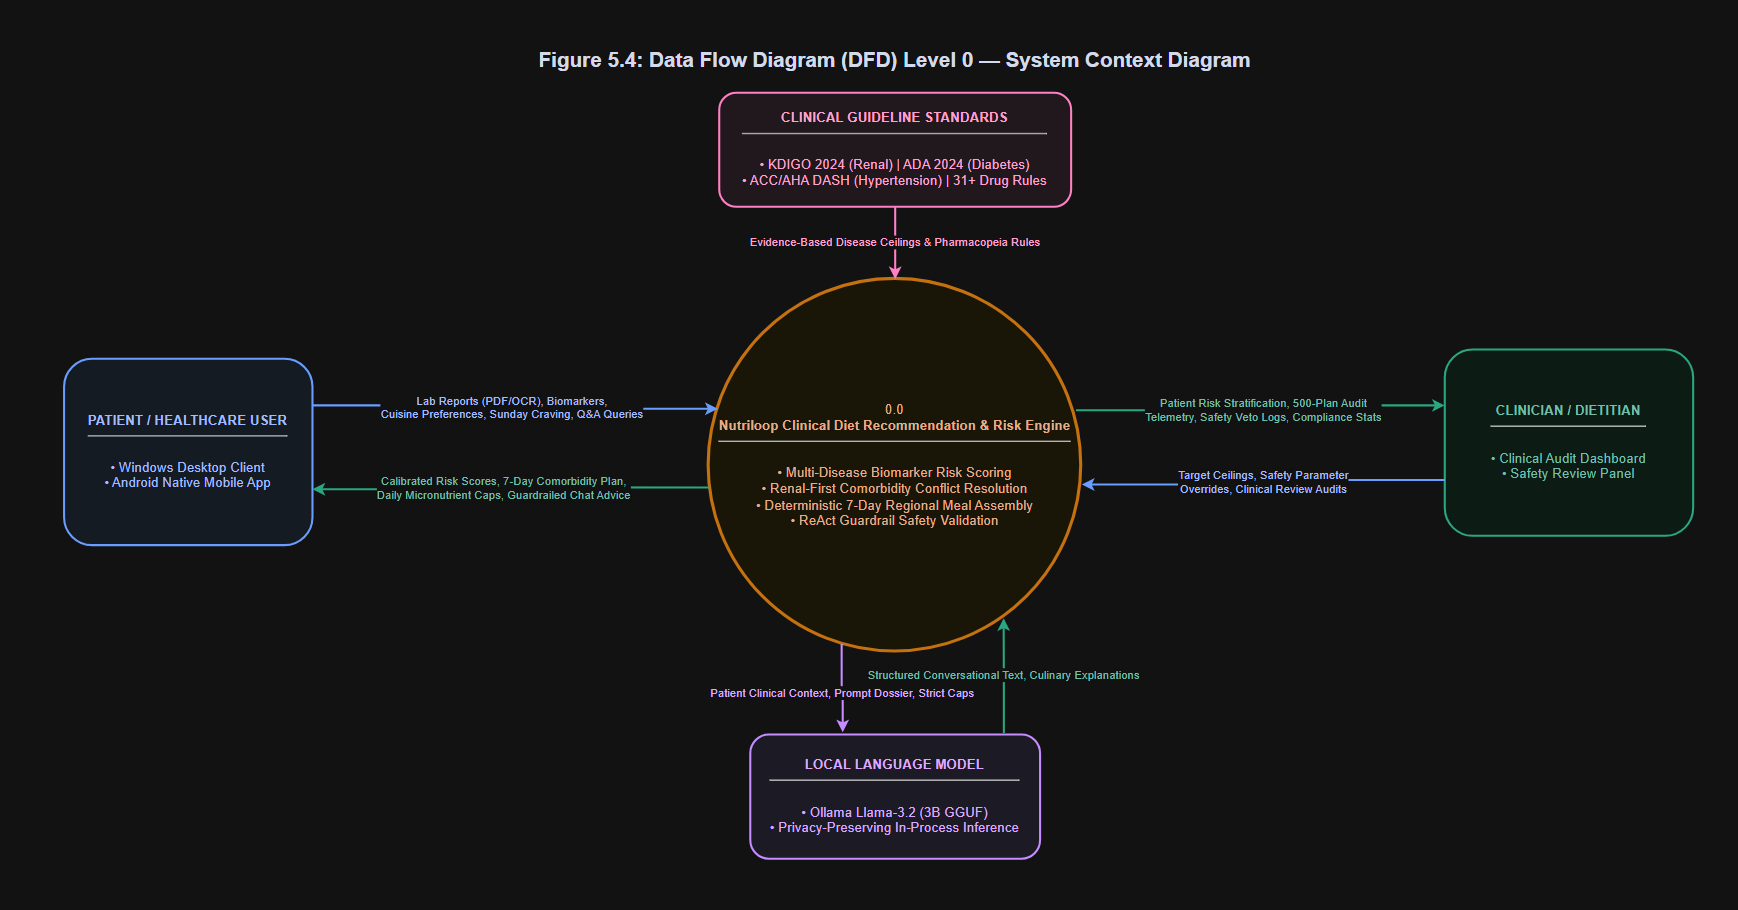 Figure 5.4: Data Flow Diagram (DFD) Level 0 — System Context Diagram
CLINICAL GUIDELINE STANDARDS
• KDIGO 2024 (Renal) | ADA 2024 (Diabetes)
• ACC/AHA DASH (Hypertension) | 31+ Drug Rules
Evidence-Based Disease Ceilings & Pharmacopeia Rules
PATIENT / HEALTHCARE USER
• Windows Desktop Client
• Android Native Mobile App
Lab Reports (PDF/OCR), Biomarkers,
Cuisine Preferences, Sunday Craving, Q&A Queries
Calibrated Risk Scores, 7-Day Comorbidity Plan,
Daily Micronutrient Caps, Guardrailed Chat Advice
0.0
Nutriloop Clinical Diet Recommendation & Risk Engine
• Multi-Disease Biomarker Risk Scoring
• Renal-First Comorbidity Conflict Resolution
• Deterministic 7-Day Regional Meal Assembly
• ReAct Guardrail Safety Validation
Patient Risk Stratification, 500-Plan Audit
Telemetry, Safety Veto Logs, Compliance Stats
Target Ceilings, Safety Parameter
Overrides, Clinical Review Audits
CLINICIAN / DIETITIAN
• Clinical Audit Dashboard
• Safety Review Panel
Structured Conversational Text, Culinary Explanations
Patient Clinical Context, Prompt Dossier, Strict Caps
LOCAL LANGUAGE MODEL
• Ollama Llama-3.2 (3B GGUF)
• Privacy-Preserving In-Process Inference